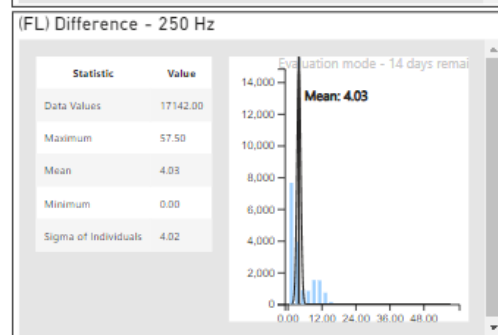 (FL) Difference - 250 Hz
Evaluation mode - 14 days remai
Statistic Value
Data Values 17142.00
Maximum 57.50
Mean 4.03
Minimum 0.00
Sigma of Individuals 4.02
Mean: 4.03
14,000
12,000
10,000
8,000
6,000
4,000
2,000
0
0.00 12.00 24.00 36.00 48.00